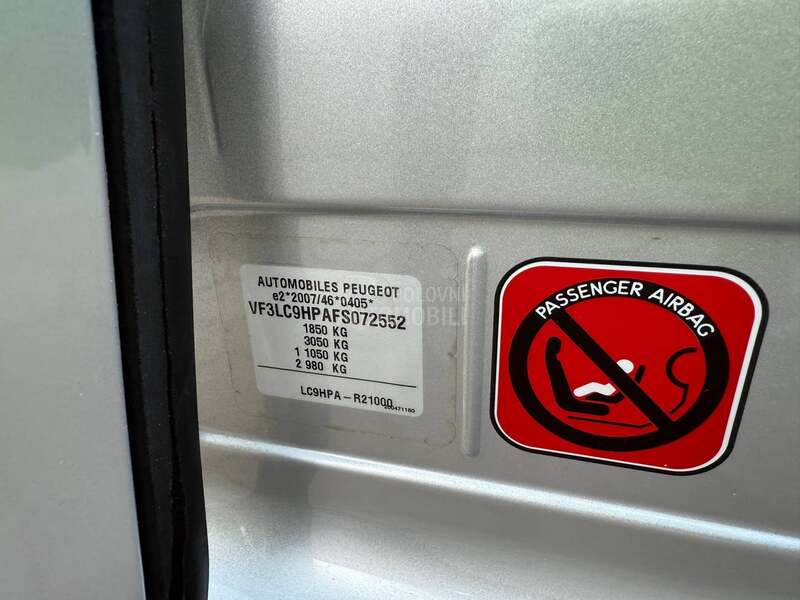 AUTOMOBILES PEUGEOT
e2*2007/46*0405*
VF3LC9HPAFS072552
1850 KG
3050 KG
1 1050 KG
2 980 KG
LC9HPA-R21000
200471160
PASSENGER AIRBAG